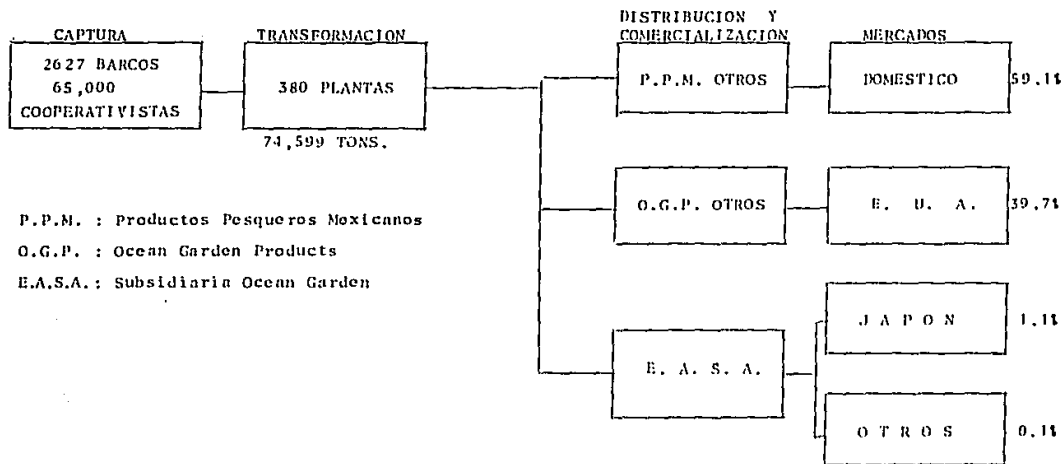 CAPTURA
2627 BARCOS
65,000
COOPERATIVISTAS
TRANSFORMACION
380 PLANTAS
74,599 TONS.
DISTRIBUCION Y
COMERCIALIZACION
P.P.M. OTROS
O.G.P. OTROS
E. A. S. A.
MERCADOS
DOMESTICO 59.1%
E. U. A. 39.7%
J A P O N 1.1%
O T R O S 0.1%
P.P.M. : Productos Pesqueros Mexicanos
O.G.P. : Ocean Garden Products
E.A.S.A.: Subsidiaria Ocean Garden